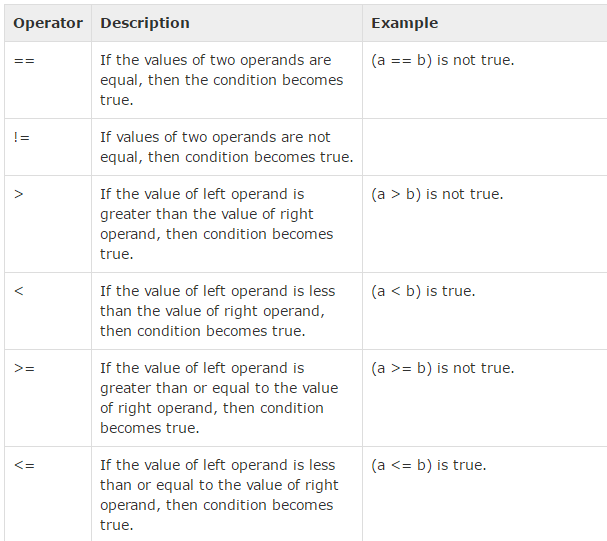 Operator Description Example
== If the values of two operands are (a == b) is not true.
equal, then the condition becomes
true.
!= If values of two operands are not
equal, then condition becomes true.
> If the value of left operand is (a > b) is not true.
greater than the value of right
operand, then condition becomes
true.
< If the value of left operand is less (a < b) is true.
than the value of right operand,
then condition becomes true.
>= If the value of left operand is (a >= b) is not true.
greater than or equal to the value
of right operand, then condition
becomes true.
<= If the value of left operand is less (a <= b) is true.
than or equal to the value of right
operand, then condition becomes
true.